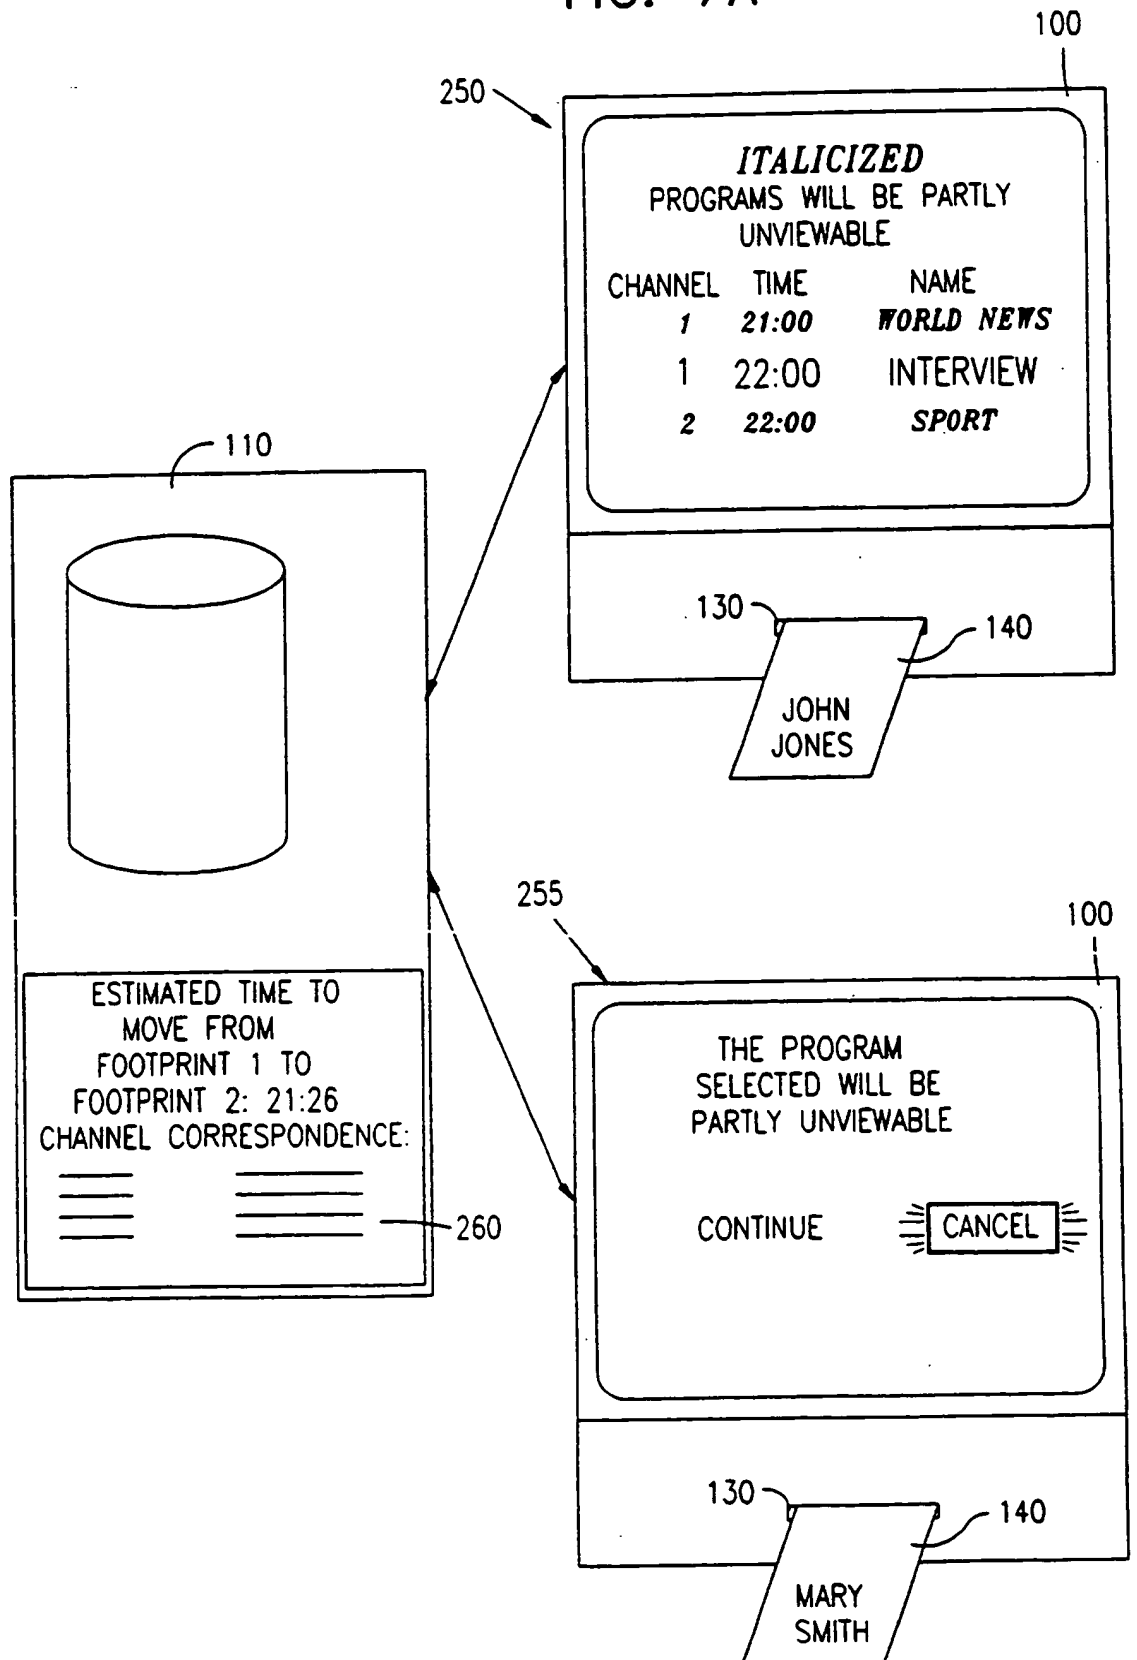 FIG. 7A
100
250
ITALICIZED
PROGRAMS WILL BE PARTLY
UNVIEWABLE
CHANNEL TIME NAME
1 21:00 WORLD NEWS
1 22:00 INTERVIEW
2 22:00 SPORT
110
130
140
JOHN
JONES
255
100
ESTIMATED TIME TO
MOVE FROM
FOOTPRINT 1 TO
FOOTPRINT 2: 21:26
CHANNEL CORRESPONDENCE:
260
THE PROGRAM
SELECTED WILL BE
PARTLY UNVIEWABLE
CONTINUE CANCEL
130
140
MARY
SMITH